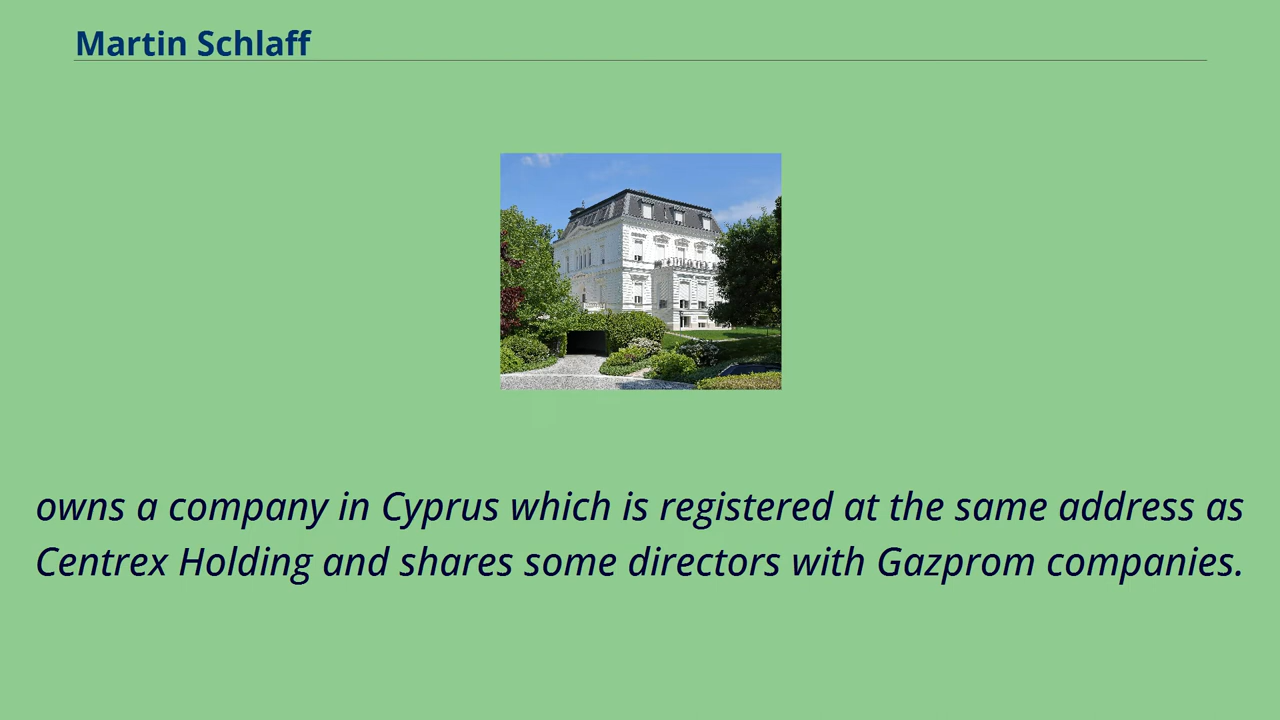 Martin Schlaff
owns a company in Cyprus which is registered at the same address as
Centrex Holding and shares some directors with Gazprom companies.